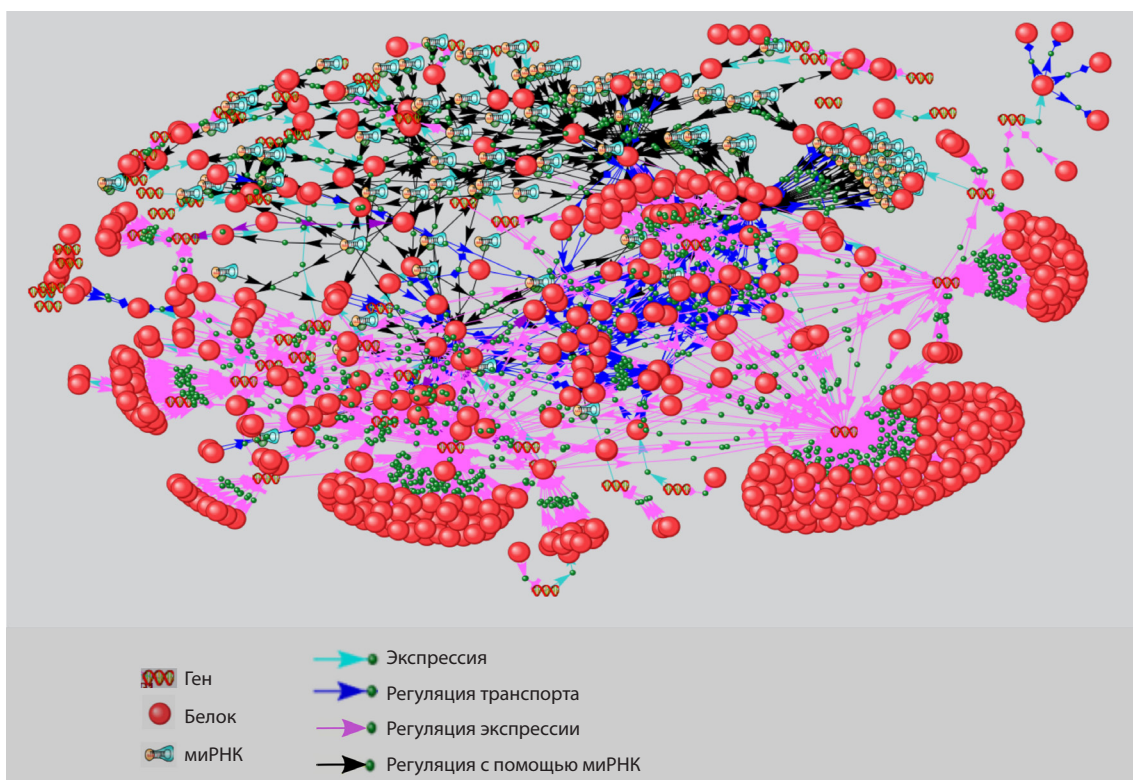 Ген
Белок
миРНК
Экспрессия
Регуляция транспорта
Регуляция экспрессии
Регуляция с помощью миРНК